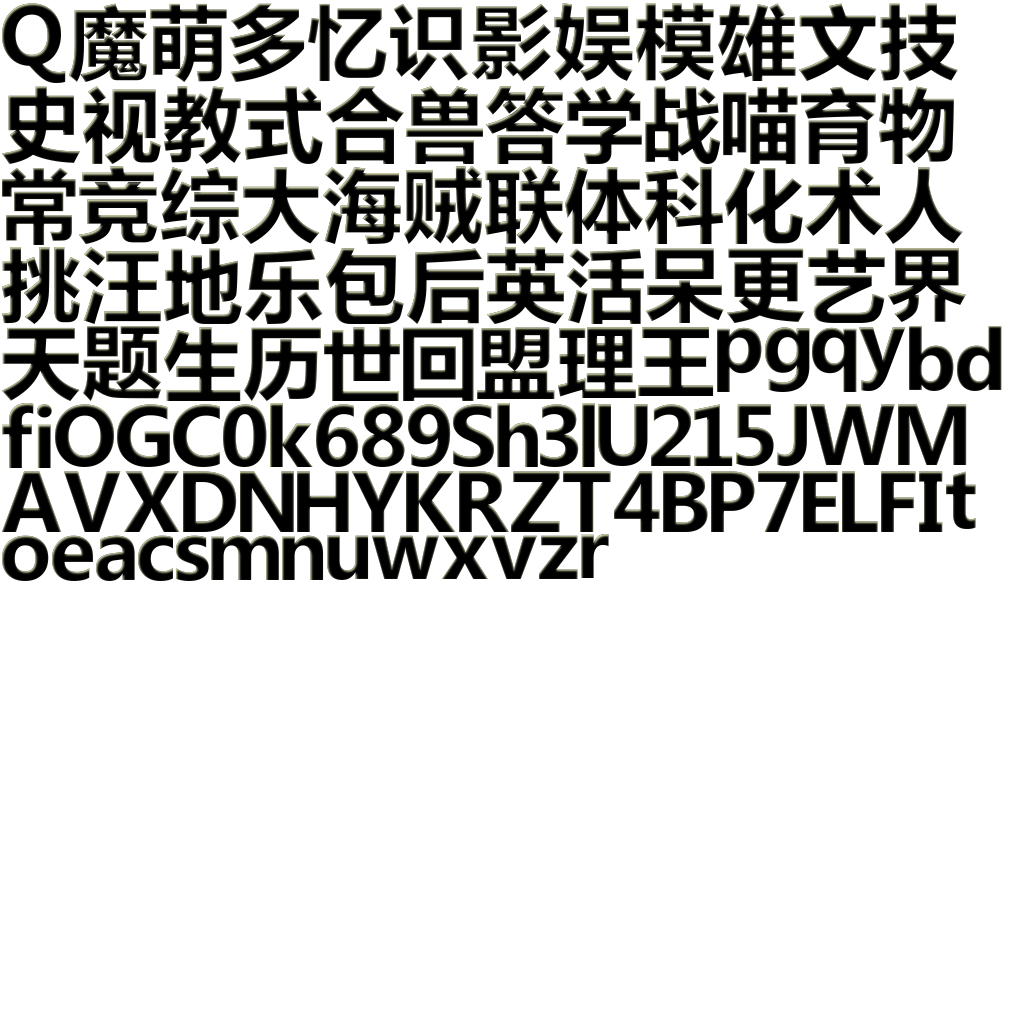 Q魔萌多忆识影娱模雄文技
史视教式合兽答学战喵育物
常竞综大海贼联体科化术人
挑汪地乐包后英活呆更艺界
天题生历世回盟理王pgqybd
fiOGC0k689Sh3lU215JWM
AVXDNHYKRZT4BP7ELFIt
oeacsmnuwxvzr